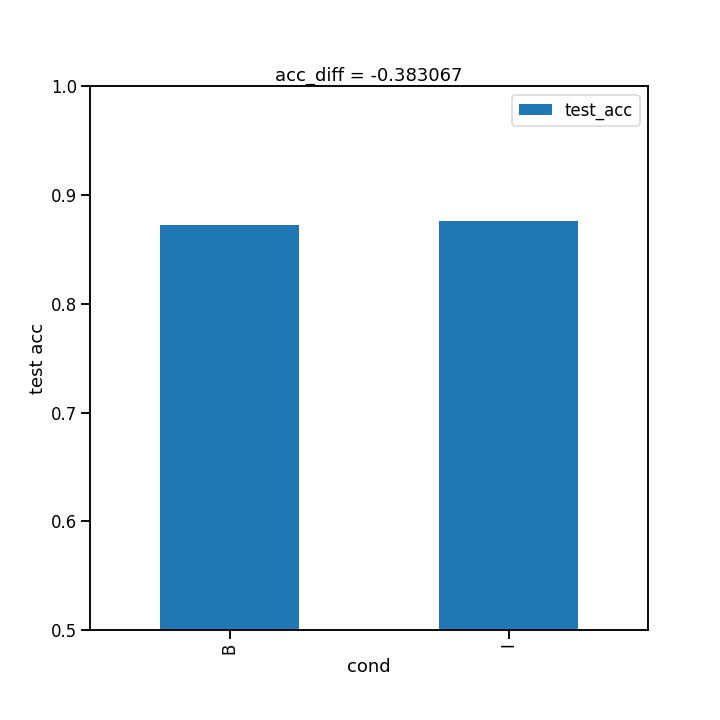 acc_diff = -0.383067
1.0
test_acc
0.9
0.8
0.7
0.6
0.5
test acc
B
I
cond